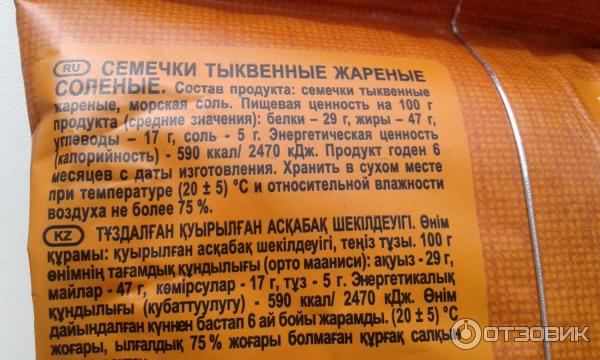 RU СЕМЕЧКИ ТЫКВЕННЫЕ ЖАРЕНЫЕ
СОЛЕНЫЕ. Состав продукта: семечки тыквенные
жареные, морская соль. Пищевая ценность на 100 г
продукта (средние значения): белки – 29 г, жиры – 47 г,
углеводы – 17 г, соль - 5 г. Энергетическая ценность
(калорийность) - 590 ккал/ 2470 кДж. Продукт годен 6
месяцев с даты изготовления. Хранить в сухом месте
при температуре (20 ± 5) °С и относительной влажности
воздуха не более 75 %.
KZ ТҰЗДАЛҒАН ҚУЫРЫЛҒАН АСҚАБАҚ ШЕКІЛДЕУІГІ. Өнім
құрамы: қуырылған асқабақ шекілдеуігі, теңіз тұзы. 100 г
өнімнің тағамдық құндылығы (орто мааниси): ақуыз - 29 г,
майлар - 47 г, көмірсулар - 17 г, тұз - 5 г. Энергетикалық
құндылығы (кубаттуулугу) - 590 ккал/ 2470 кДж. Өнім
дайындалған күннен бастап 6 ай бойы жарамды. (20 ± 5) °С
жоғары, ылғалдық 75 % жоғары болмаған құрғақ салқын
ОТЗОВИК